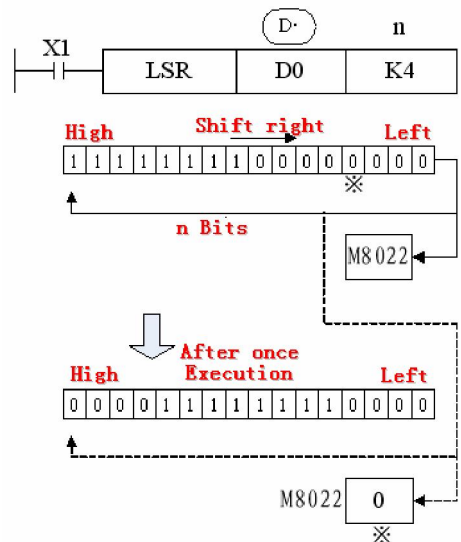 D· n
X1
LSR D0 K4
High Shift right Left
1 1 1 1 1 1 1 1 0 0 0 0 0 0 0 0
※
n Bits
M8022
After once
High Execution Left
0 0 0 0 1 1 1 1 1 1 1 1 0 0 0 0
M8022 0
※